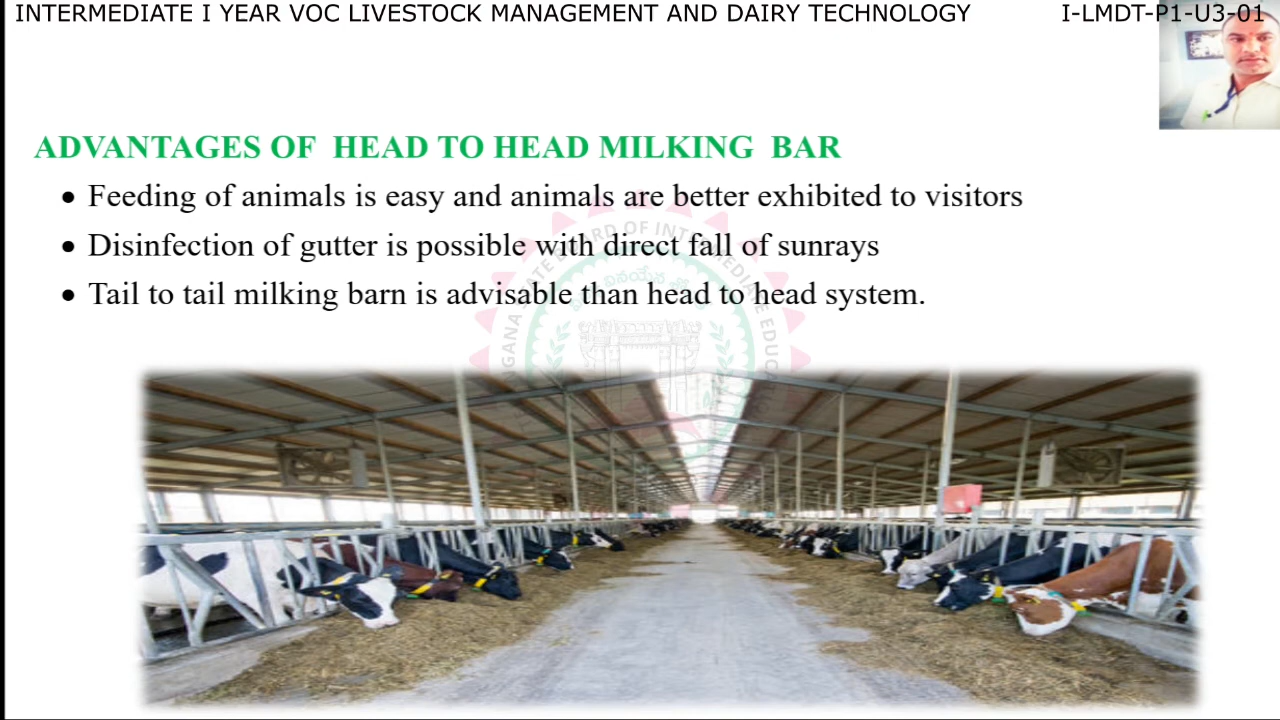 INTERMEDIATE I YEAR VOC LIVESTOCK MANAGEMENT AND DAIRY TECHNOLOGY I-LMDT-P1-U3-01
ADVANTAGES OF HEAD TO HEAD MILKING BAR
• Feeding of animals is easy and animals are better exhibited to visitors
• Disinfection of gutter is possible with direct fall of sunrays
• Tail to tail milking barn is advisable than head to head system.